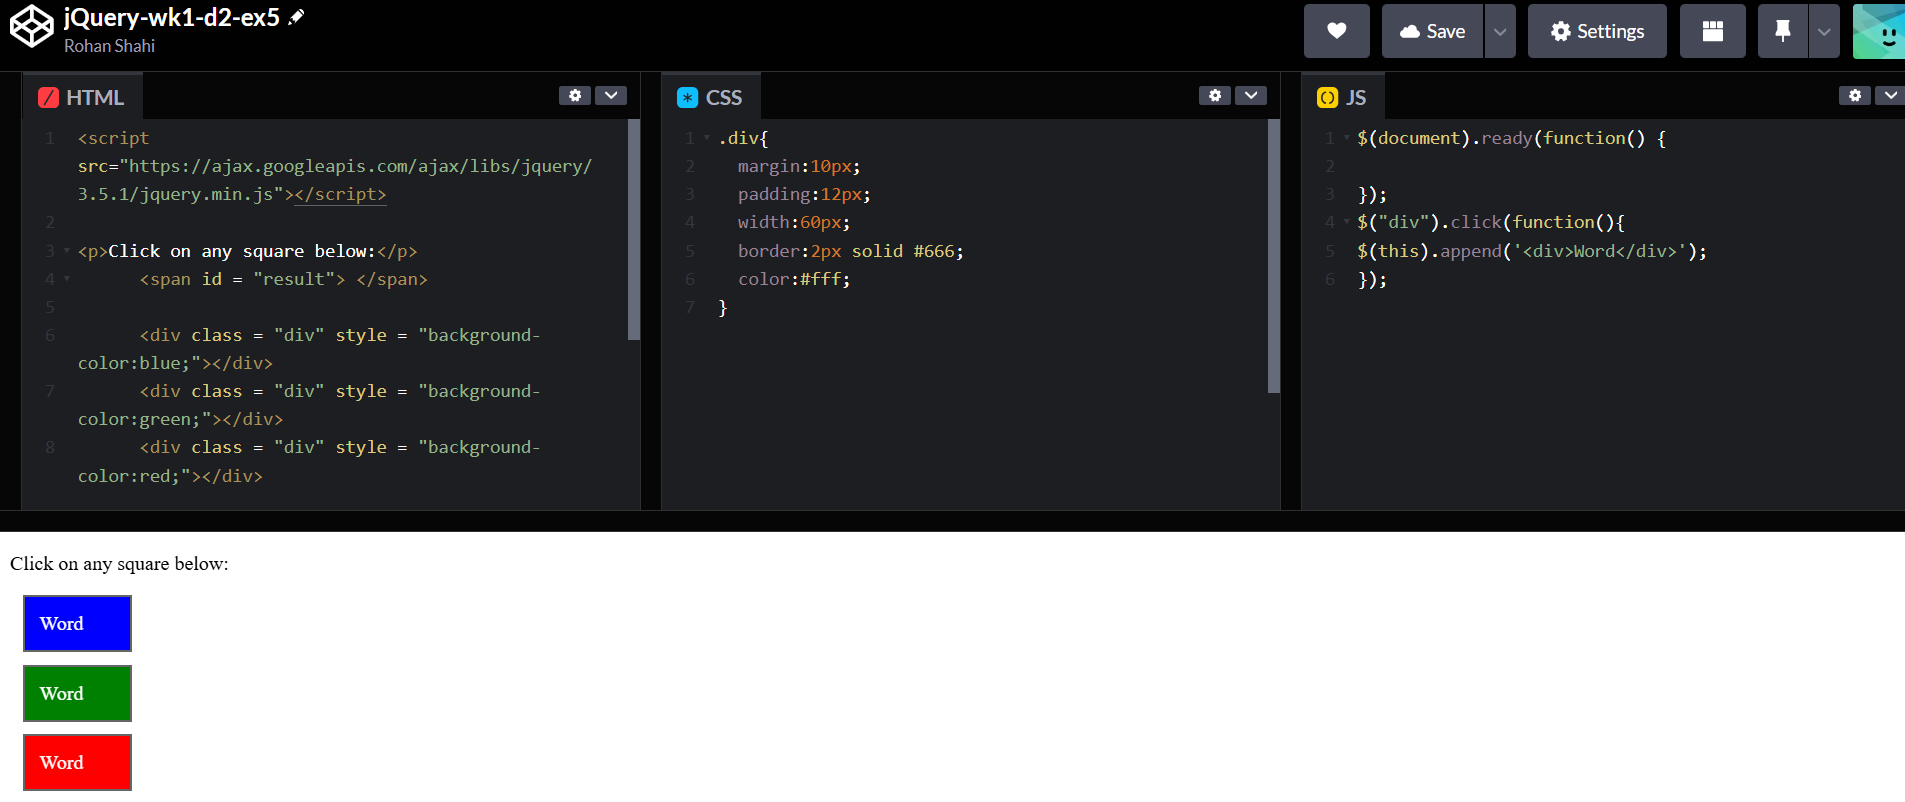 jQuery-wk1-d2-ex5
Rohan Shahi
Save
Settings
HTML
1 <script
src="https://ajax.googleapis.com/ajax/libs/jquery/
3.5.1/jquery.min.js"></script>
2
3 <p>Click on any square below:</p>
4 <span id = "result"> </span>
5
6 <div class = "div" style = "background-
color:blue;"></div>
7 <div class = "div" style = "background-
color:green;"></div>
8 <div class = "div" style = "background-
color:red;"></div>
CSS
1 .div{
2 margin:10px;
3 padding:12px;
4 width:60px;
5 border:2px solid #666;
6 color:#fff;
7 }
JS
1 $(document).ready(function() {
2
3 });
4 $("div").click(function(){
5 $(this).append('<div>Word</div>');
6 });
Click on any square below:
Word
Word
Word